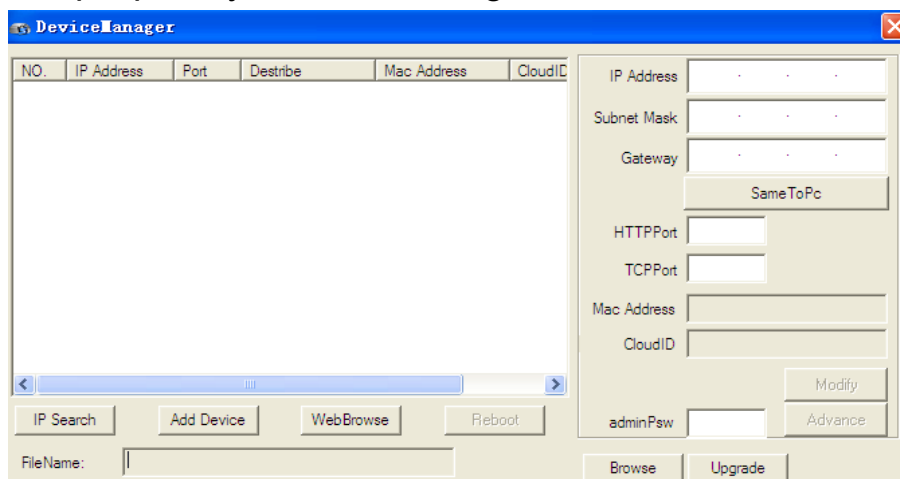 DeviceManager
NO. IP Address Port Destribe Mac Address CloudID
IP Address
Subnet Mask
Gateway
SameToPc
HTTPPort
TCPPort
Mac Address
CloudID
Modify
IP Search Add Device WebBrowse Reboot adminPsw Advance
FileName: Browse Upgrade